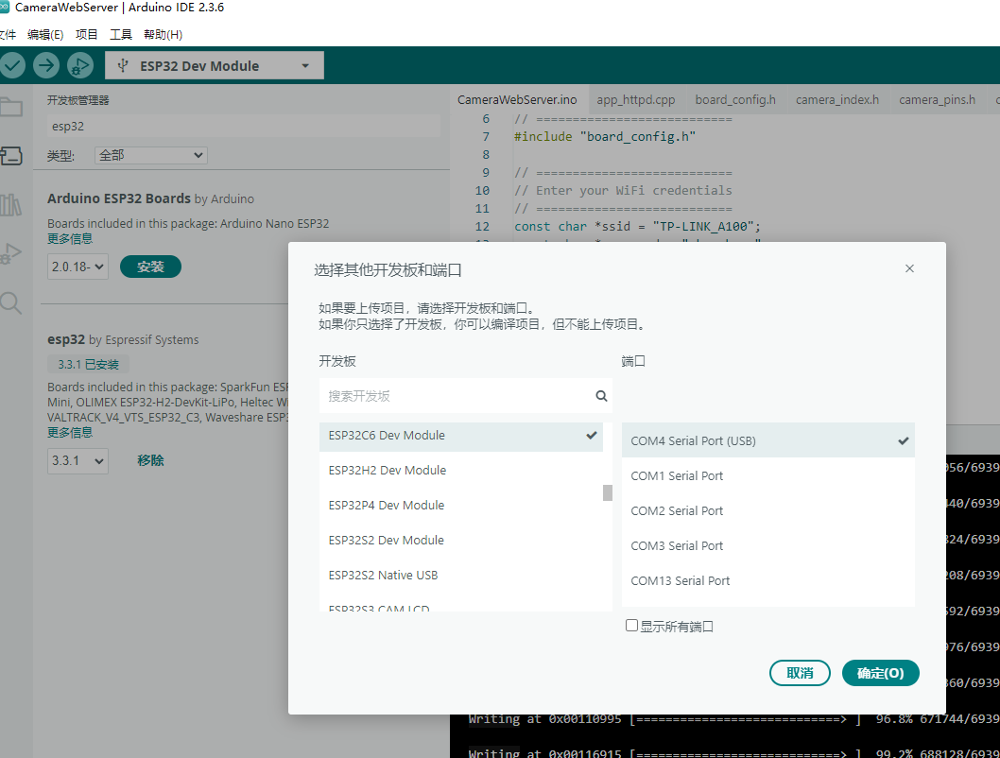 CameraWebServer | Arduino IDE 2.3.6
文件 编辑(E) 项目 工具 帮助(H)
ESP32 Dev Module
开发板管理器
esp32
类型: 全部
Arduino ESP32 Boards by Arduino
Boards included in this package: Arduino Nano ESP32
更多信息
2.0.18- 安装
esp32 by Espressif Systems
3.3.1 已安装
Boards included in this package: SparkFun ESP
Mini, OLIMEX ESP32-H2-DevKit-LiPo, Heltec Wi
VALTRACK_V4_VTS_ESP32_C3, Waveshare ESP3
更多信息
3.3.1 移除
CameraWebServer.ino app_httpd.cpp board_config.h camera_index.h camera_pins.h
6 // ===========================
7 #include "board_config.h"
8
9 // ===========================
10 // Enter your WiFi credentials
11 // ===========================
12 const char *ssid = "TP-LINK_A100";
选择其他开发板和端口
如果要上传项目，请选择开发板和端口。
如果你只选择了开发板，你可以编译项目，但不能上传项目。
开发板
搜索开发板
ESP32C6 Dev Module
ESP32H2 Dev Module
ESP32P4 Dev Module
ESP32S2 Dev Module
ESP32S2 Native USB
ESP32S3 CAM LCD
端口
COM4 Serial Port (USB)
COM1 Serial Port
COM2 Serial Port
COM3 Serial Port
COM13 Serial Port
显示所有端口
取消 确定(O)
056/6939
440/6939
824/6939
208/6939
592/6939
976/6939
360/6939
Writing at 0x00110995 [============================> ] 96.8% 671744/6939
Writing at 0x00116915 [============================> ] 99.2% 688128/6939